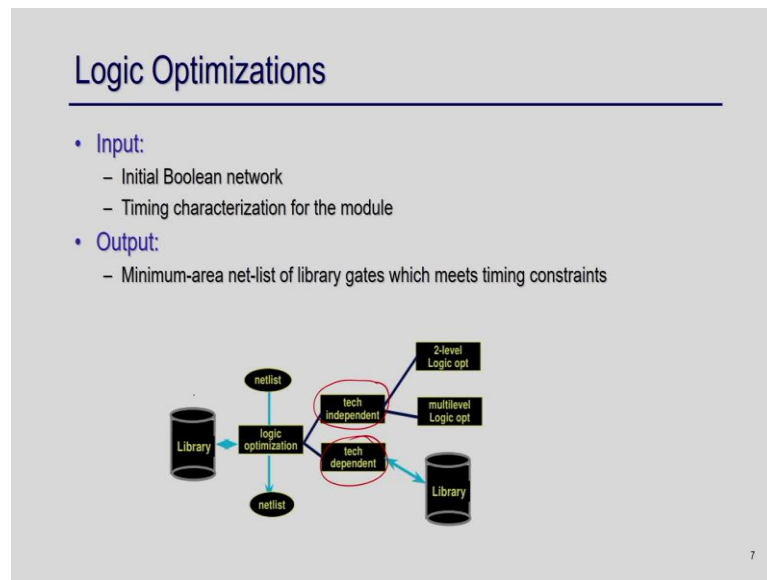 Logic Optimizations
• Input:
– Initial Boolean network
– Timing characterization for the module
• Output:
– Minimum-area net-list of library gates which meets timing constraints
2-level
Logic opt
netlist
tech
independent
multilevel
Logic opt
Library
logic
optimization
tech
dependent
Library
netlist
7